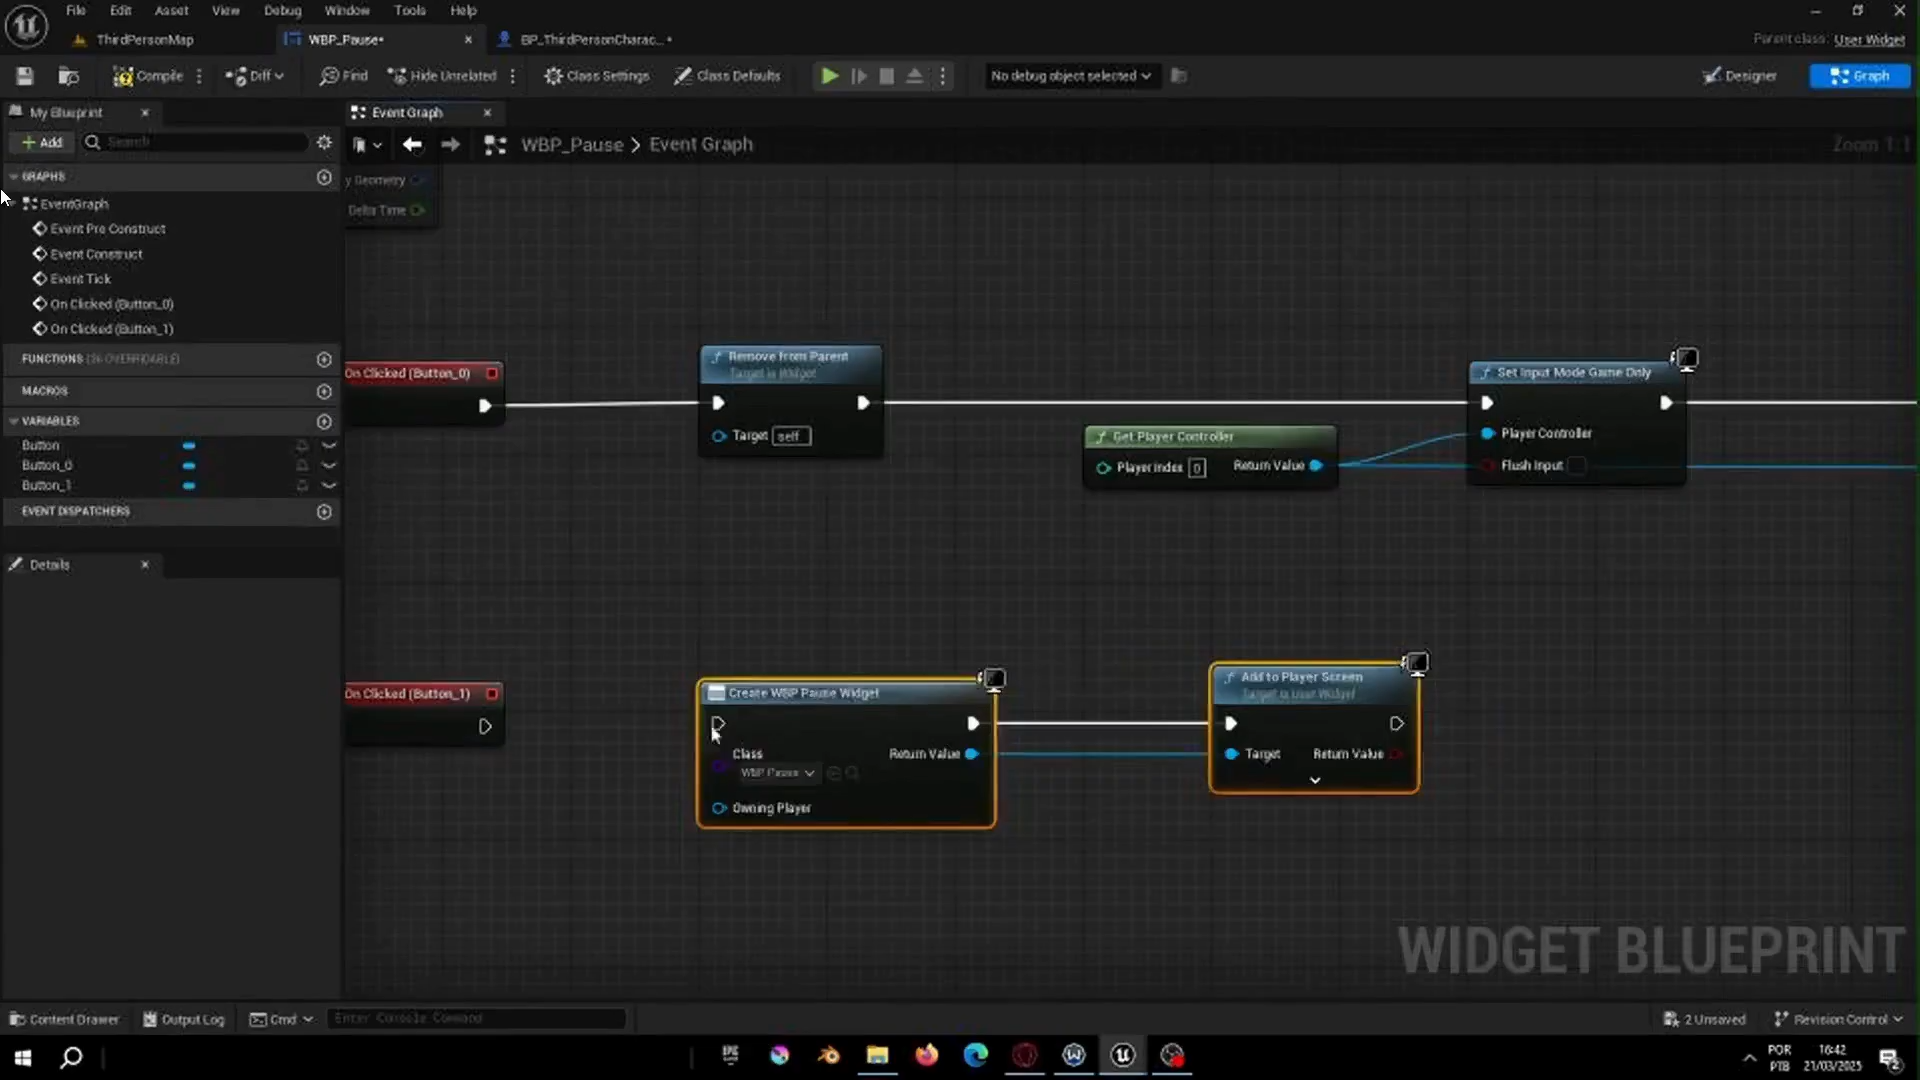 File Edit Asset View Debug Window Tools Help
ThirdPersonMap WBP_Pause• BP_ThirdPersonCharac... •
Parent class: User Widget
Compile Diff Find Hide Unrelated Class Settings Class Defaults No debug object selected Designer Graph
My Blueprint Event Graph
Add Search WBP_Pause > Event Graph Zoom 1:1
GRAPHS
EventGraph
Event Pre Construct
Event Construct
Event Tick
On Clicked (Button_0)
On Clicked (Button_1)
FUNCTIONS
MACROS
VARIABLES
Button
Button_0
Button_1
EVENT DISPATCHERS
Details
y Geometry
Delta Time
On Clicked (Button_0)
Remove from Parent
Target is Widget
Target self
Get Player Controller
Player Index 0 Return Value
Set Input Mode Game Only
Player Controller
Flush Input
On Clicked (Button_1)
Create WBP Pause Widget
Class Return Value
WBP Pause
Owning Player
Add to Player Screen
Target is User Widget
Target Return Value
WIDGET BLUEPRINT
Content Drawer Output Log Cmd Enter Console Command 2 Unsaved Revision Control
POR
PTB
16:42
21/03/2025
2